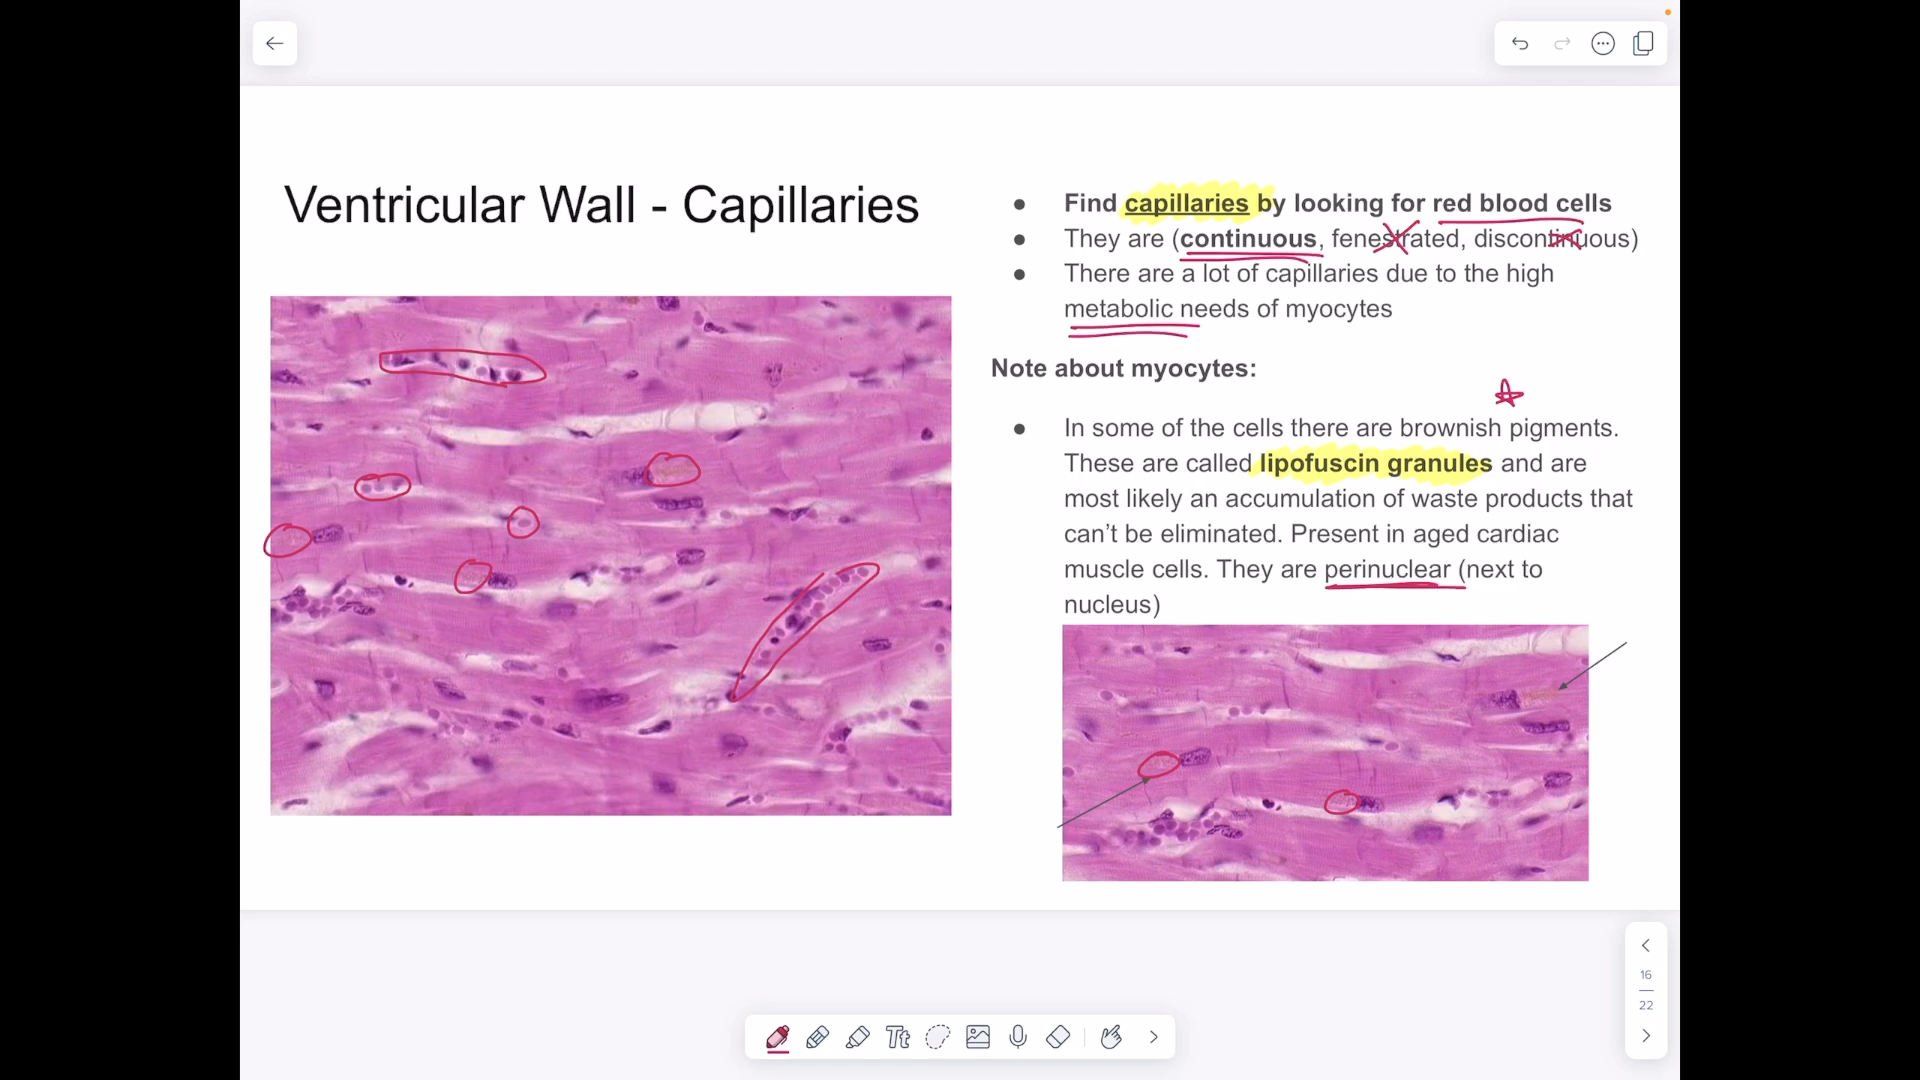 Ventricular Wall - Capillaries
● Find capillaries by looking for red blood cells
● They are (continuous, fenestrated, discontinuous)
● There are a lot of capillaries due to the high
metabolic needs of myocytes
Note about myocytes:
● In some of the cells there are brownish pigments.
These are called lipofuscin granules and are
most likely an accumulation of waste products that
can’t be eliminated. Present in aged cardiac
muscle cells. They are perinuclear (next to
nucleus)
16
22
Tt